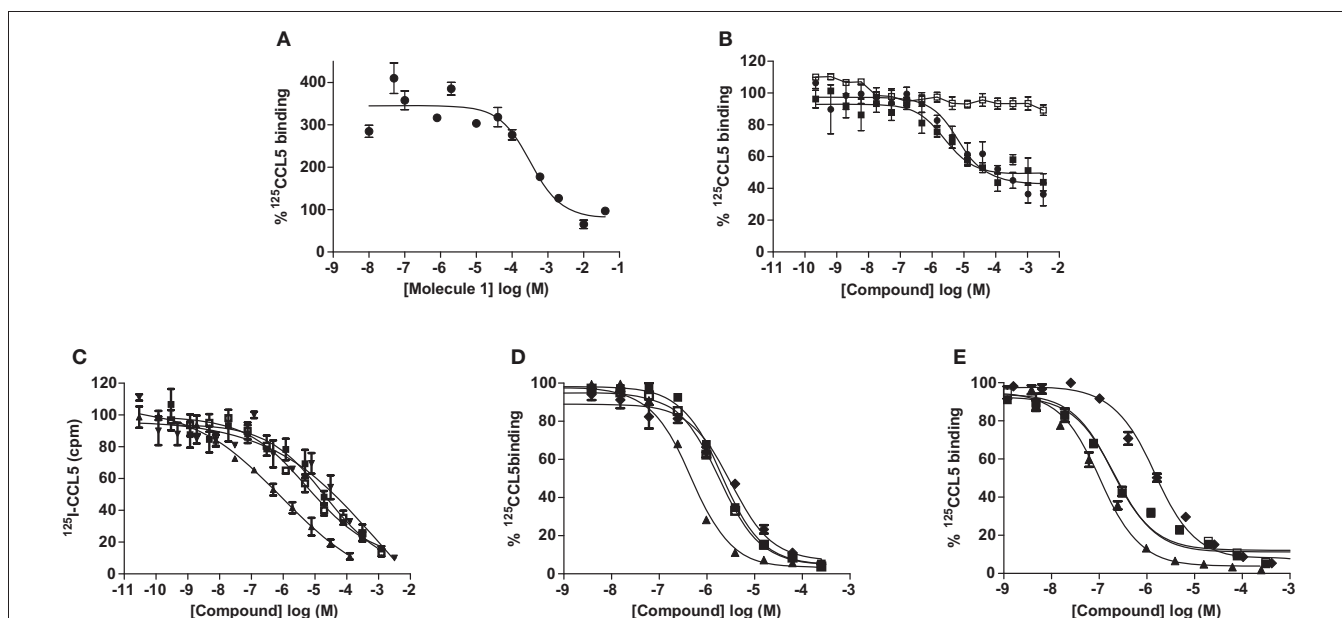 A
400
300
200
100
0
% ¹²⁵CCL5 binding
-9 -8 -7 -6 -5 -4 -3 -2 -1
[Molecule 1] log (M)
B
120
100
80
60
40
20
0
% ¹²⁵CCL5 binding
-11 -10 -9 -8 -7 -6 -5 -4 -3 -2
[Compound] log (M)
C
120
100
80
60
40
20
0
¹²⁵I-CCL5 (cpm)
-11 -10 -9 -8 -7 -6 -5 -4 -3 -2
[Compound] log (M)
D
100
80
60
40
20
0
% ¹²⁵CCL5binding
-9 -8 -7 -6 -5 -4 -3
[Compound] log (M)
E
100
80
60
40
20
0
% ¹²⁵CCL5 binding
-9 -8 -7 -6 -5 -4 -3
[Compound] log (M)